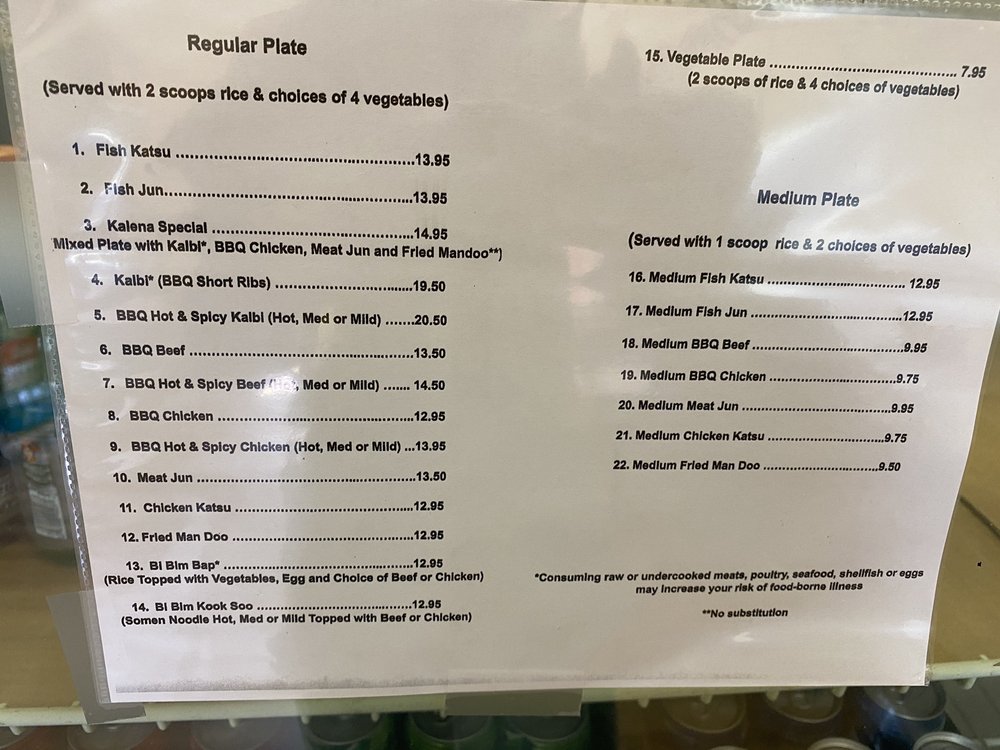 Regular Plate
(Served with 2 scoops rice & choices of 4 vegetables)
1. Fish Katsu ........................................13.95
2. Fish Jun..........................................13.95
3. Kalena Special ..................................14.95
Mixed Plate with Kalbi*, BBQ Chicken, Meat Jun and Fried Mandoo**)
4. Kalbi* (BBQ Short Ribs) .......................19.50
5. BBQ Hot & Spicy Kalbi (Hot, Med or Mild) .......20.50
6. BBQ Beef ......................................13.50
7. BBQ Hot & Spicy Beef (Hot, Med or Mild) ....... 14.50
8. BBQ Chicken ..................................12.95
9. BBQ Hot & Spicy Chicken (Hot, Med or Mild) ...13.95
10. Meat Jun .....................................13.50
11. Chicken Katsu ...............................12.95
12. Fried Man Doo ...............................12.95
13. Bi Bim Bap* .................................12.95
(Rice Topped with Vegetables, Egg and Choice of Beef or Chicken)
14. Bi Bim Kook Soo ...........................12.95
(Somen Noodle Hot, Med or Mild Topped with Beef or Chicken)
15. Vegetable Plate ........................................ 7.95
(2 scoops of rice & 4 choices of vegetables)
Medium Plate
(Served with 1 scoop rice & 2 choices of vegetables)
16. Medium Fish Katsu ............................. 12.95
17. Medium Fish Jun ................................12.95
18. Medium BBQ Beef ................................9.95
19. Medium BBQ Chicken ...........................9.75
20. Medium Meat Jun ................................9.95
21. Medium Chicken Katsu .........................9.75
22. Medium Fried Man Doo .........................9.50
*Consuming raw or undercooked meats, poultry, seafood, shellfish or eggs
may increase your risk of food-borne illness
**No substitution